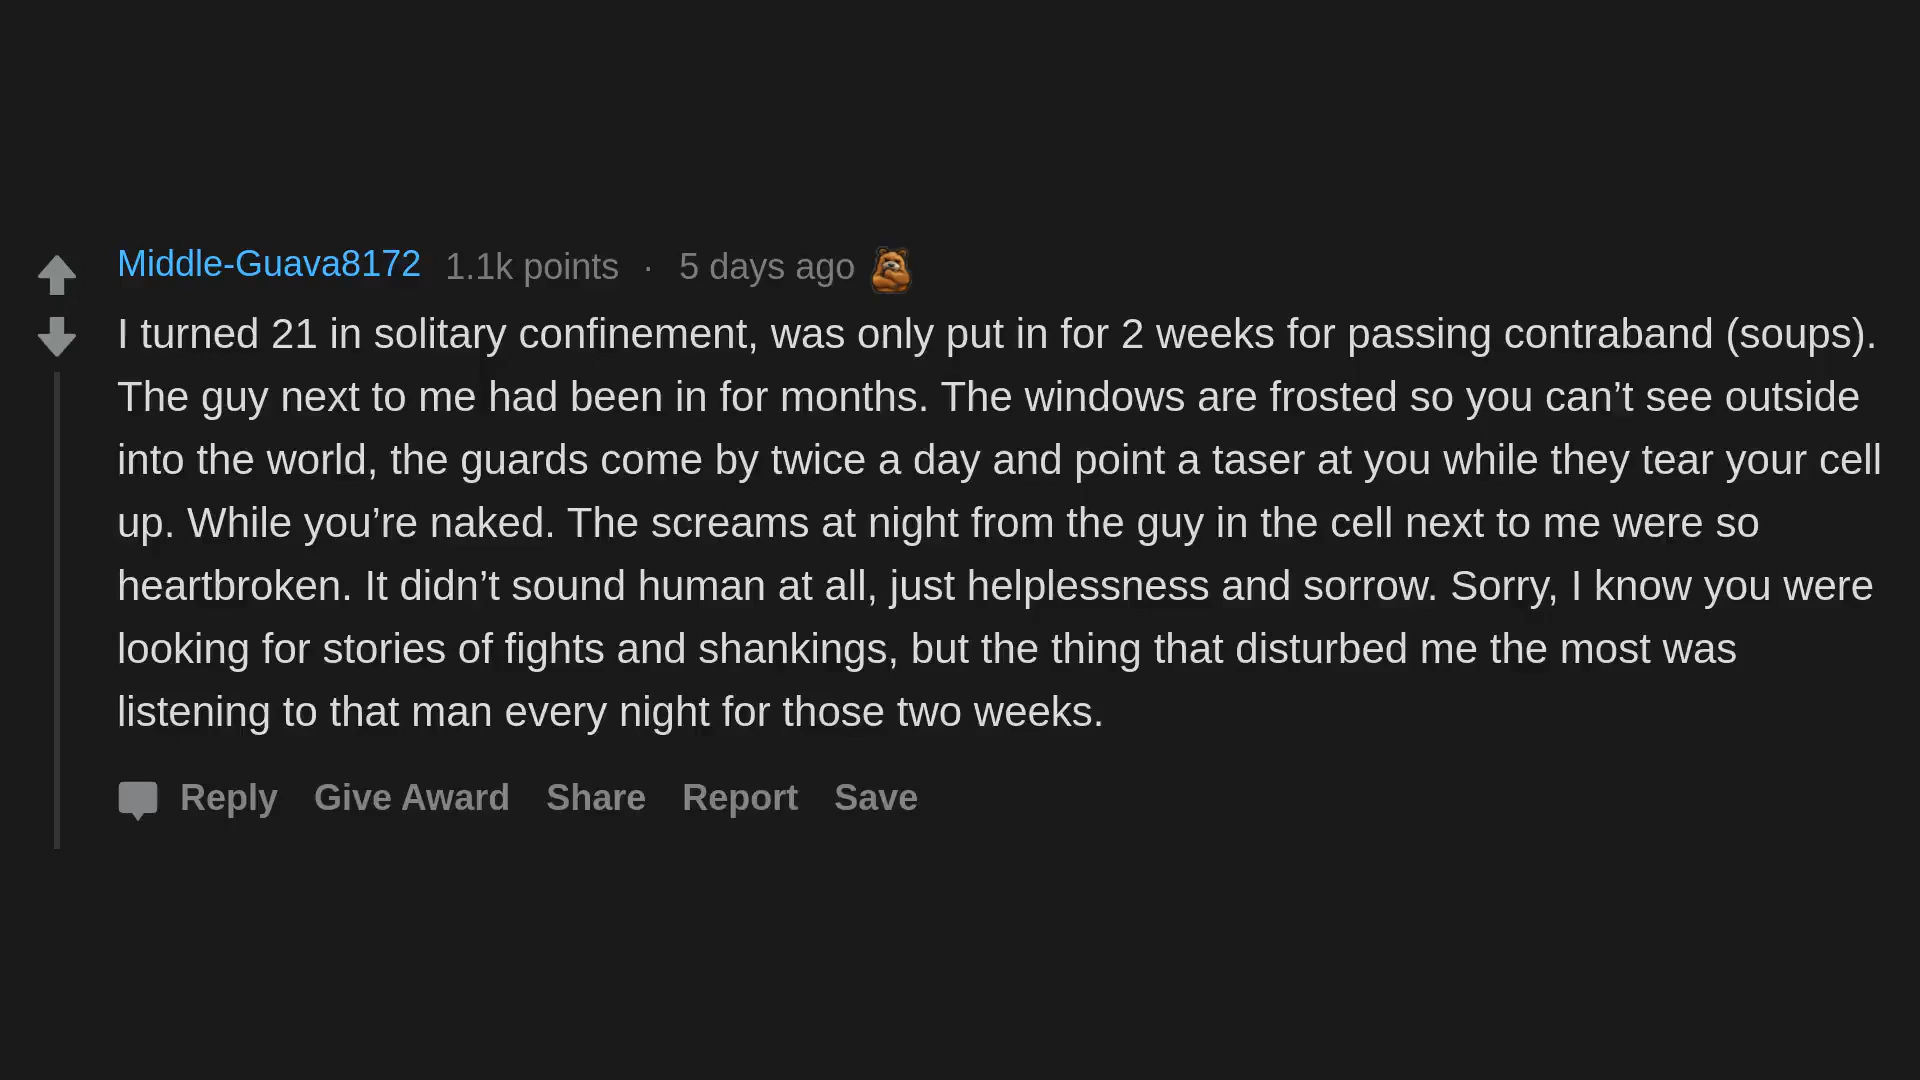 Middle-Guava8172 1.1k points · 5 days ago
I turned 21 in solitary confinement, was only put in for 2 weeks for passing contraband (soups).
The guy next to me had been in for months. The windows are frosted so you can’t see outside
into the world, the guards come by twice a day and point a taser at you while they tear your cell
up. While you’re naked. The screams at night from the guy in the cell next to me were so
heartbroken. It didn’t sound human at all, just helplessness and sorrow. Sorry, I know you were
looking for stories of fights and shankings, but the thing that disturbed me the most was
listening to that man every night for those two weeks.
Reply Give Award Share Report Save